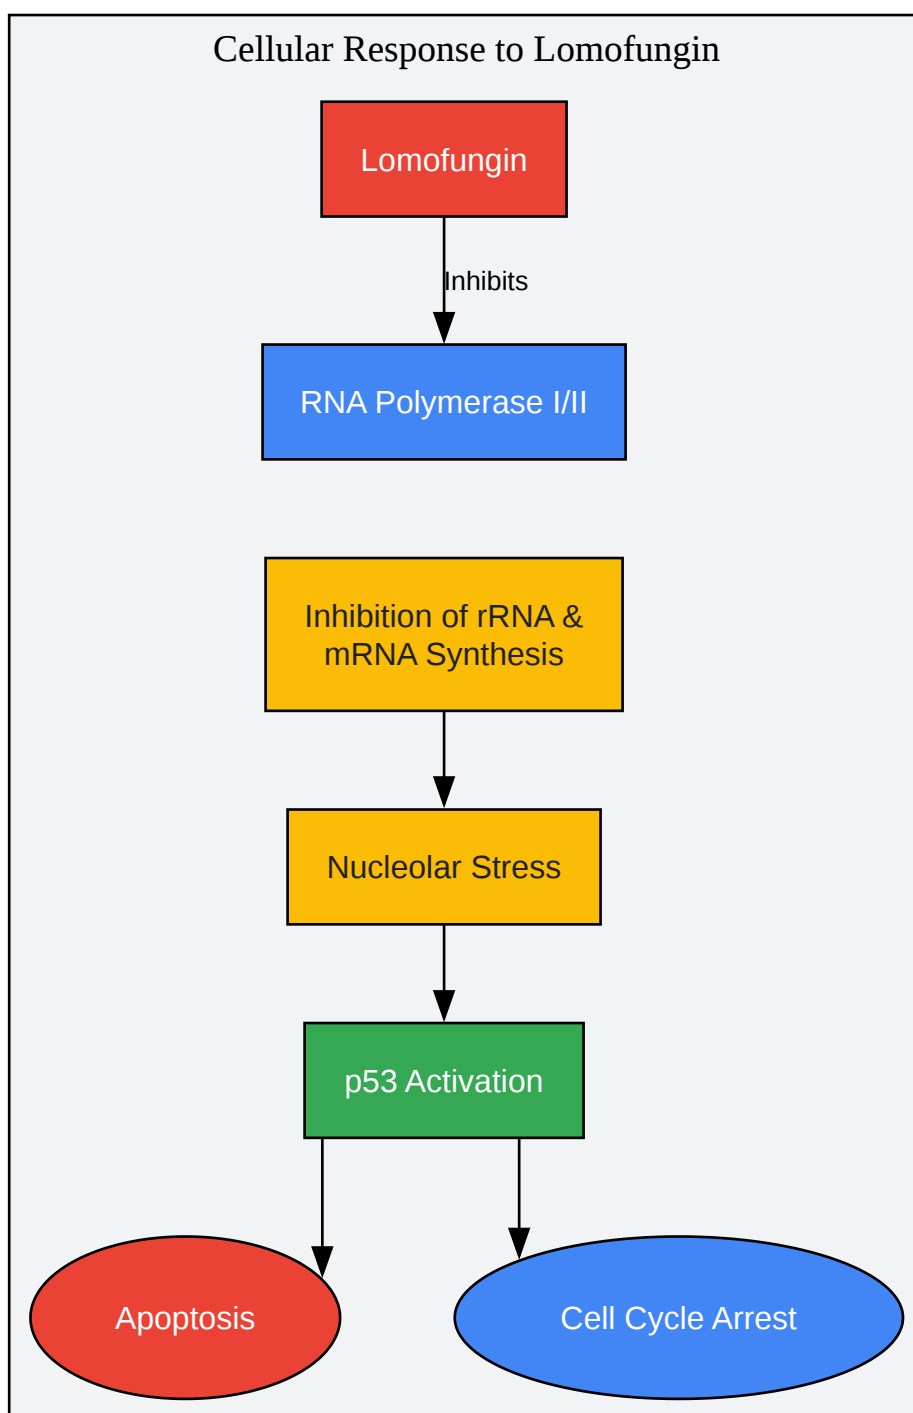 Cellular Response to Lomofungin
Lomofungin
Inhibits
RNA Polymerase I/II
Inhibition of rRNA &
mRNA Synthesis
Nucleolar Stress
p53 Activation
Apoptosis
Cell Cycle Arrest